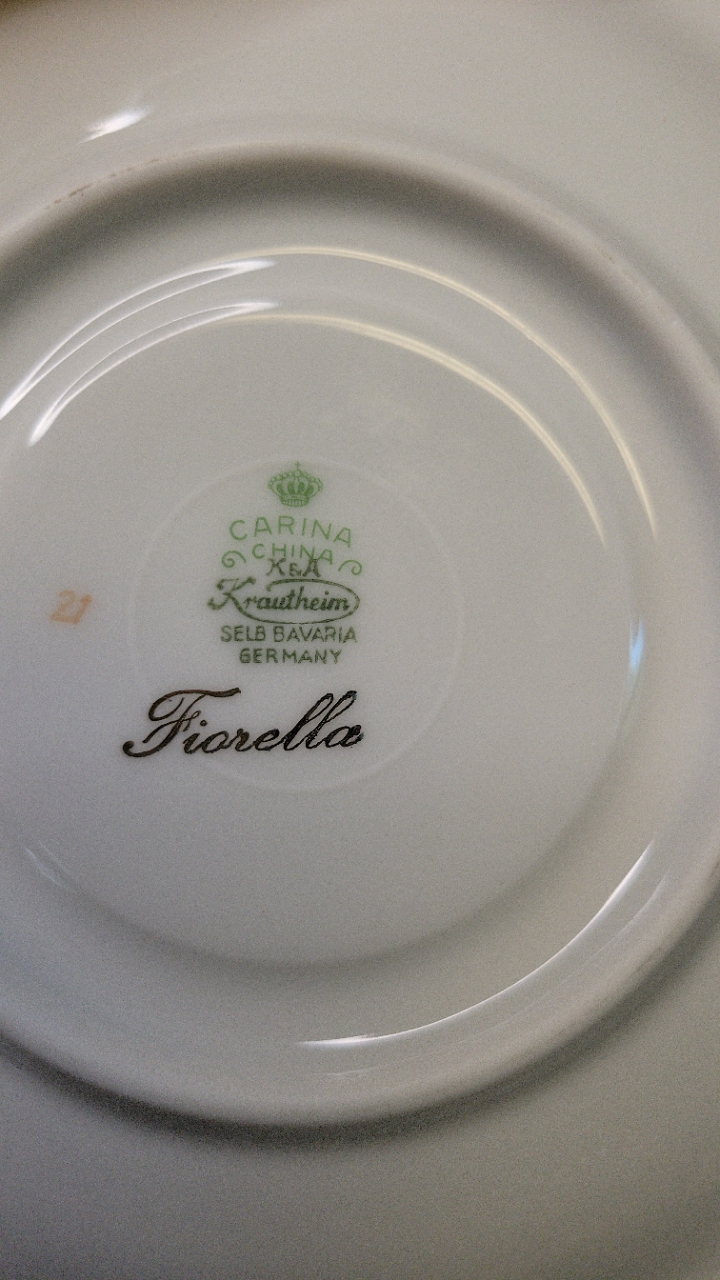 CARINA
CHINA
K&A
Krautheim
SELB BAVARIA
GERMANY
21
Fiorella